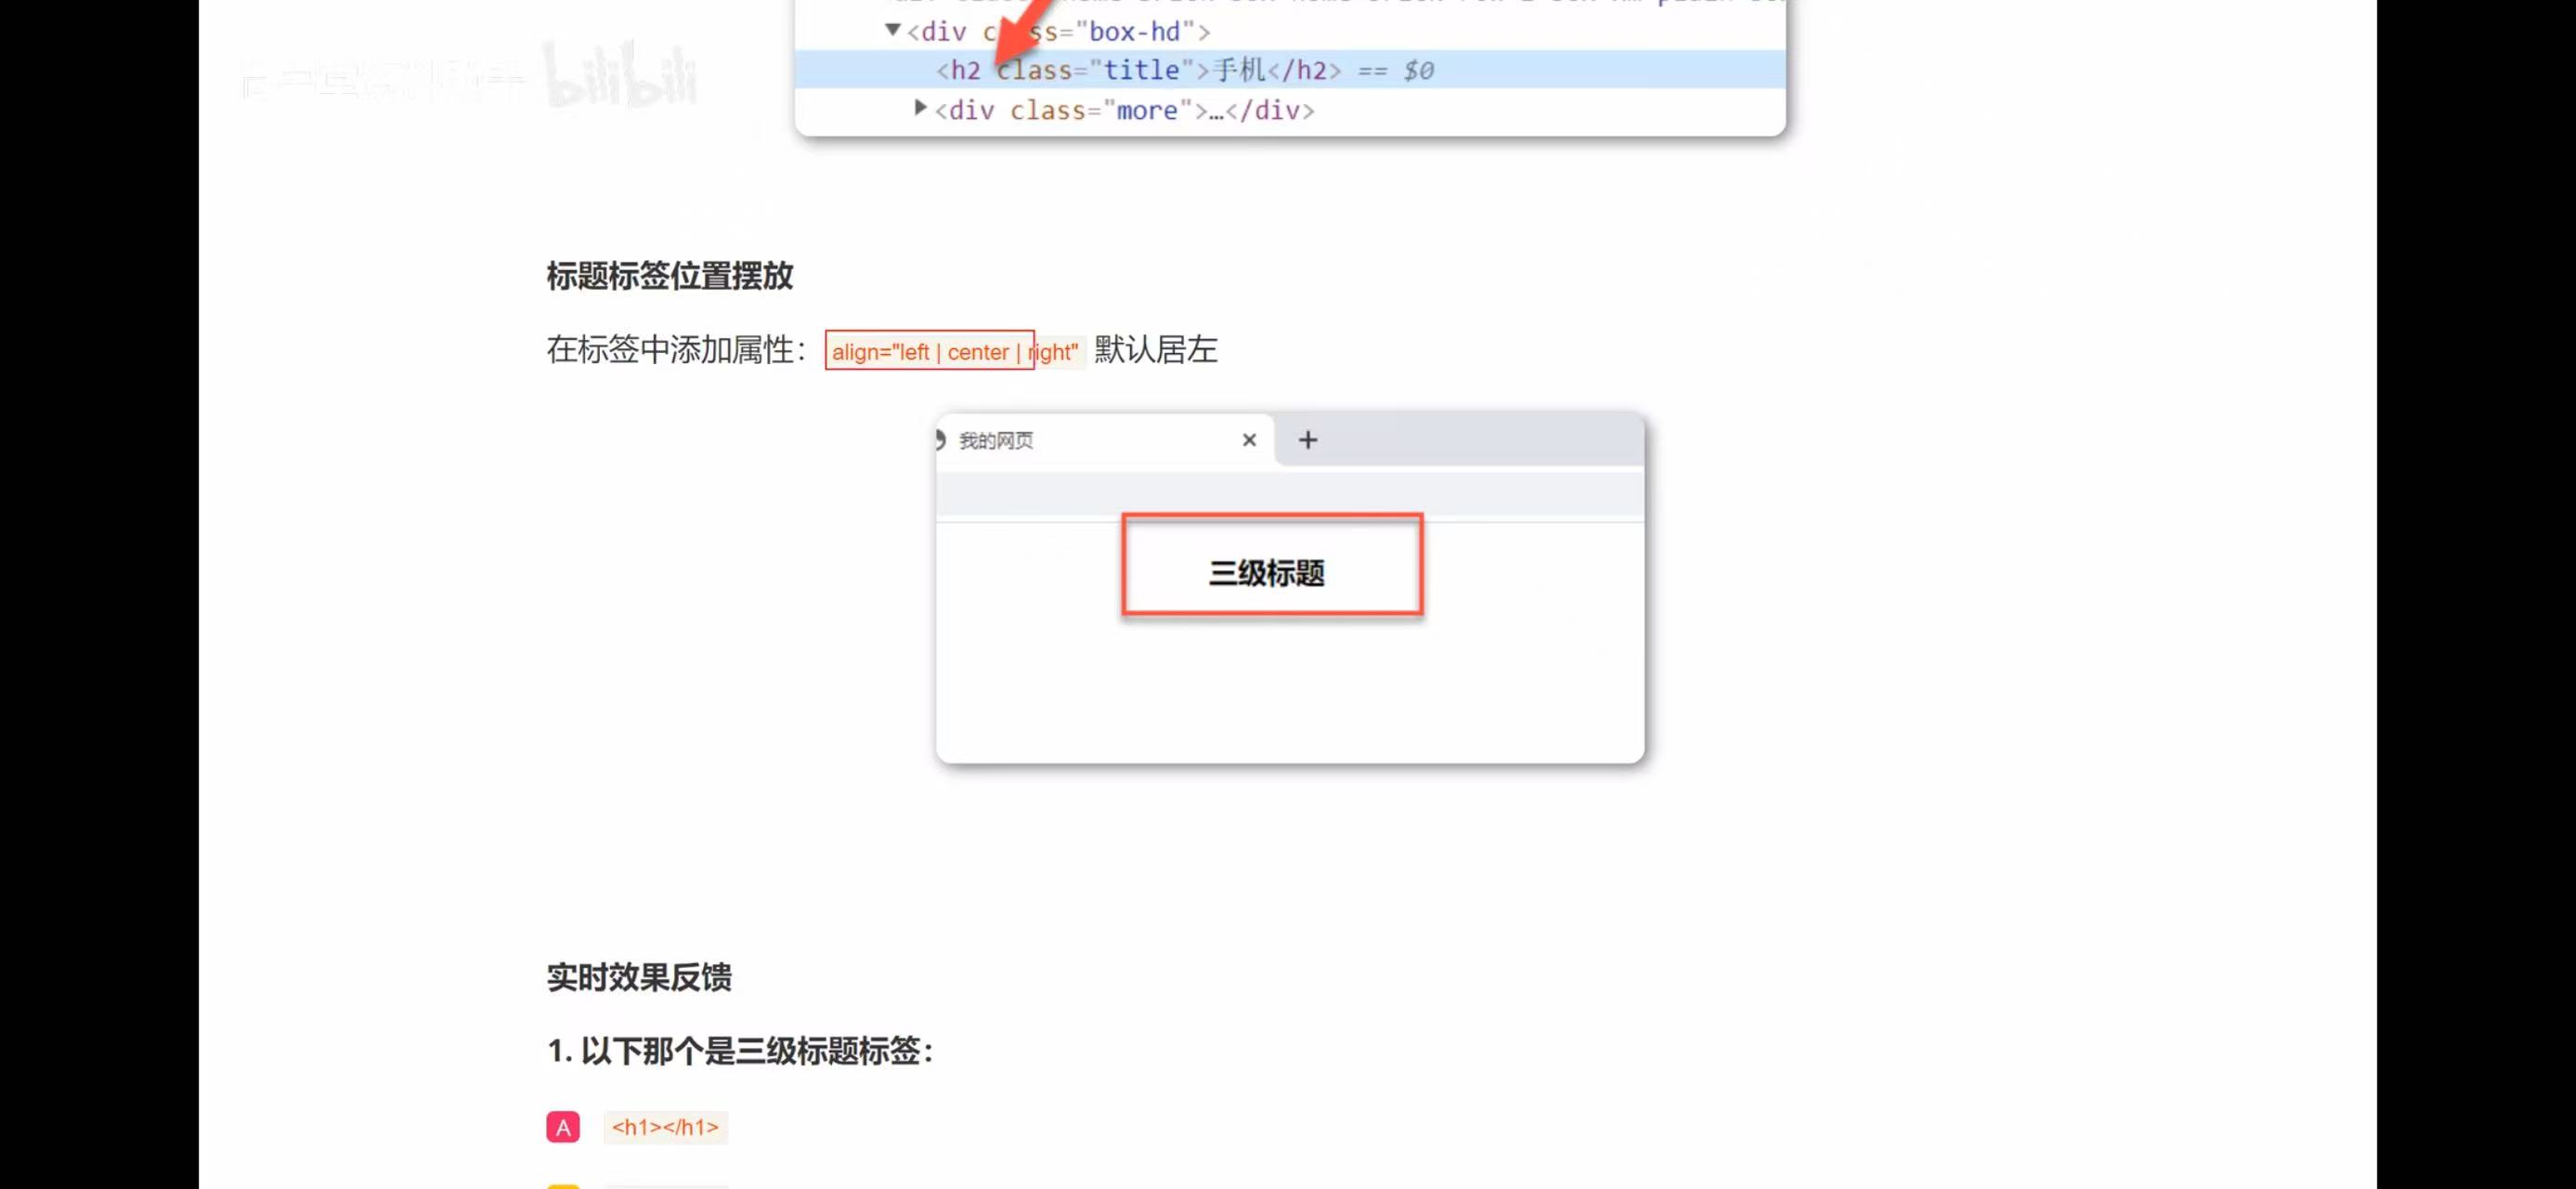 bilibili
▼<div class="box-hd">
<h2 class="title">手机</h2> == $0
▶<div class="more">…</div>
标题标签位置摆放
在标签中添加属性： align="left | center | right" 默认居左
我的网页 × +
三级标题
实时效果反馈
1. 以下那个是三级标题标签：
A <h1></h1>